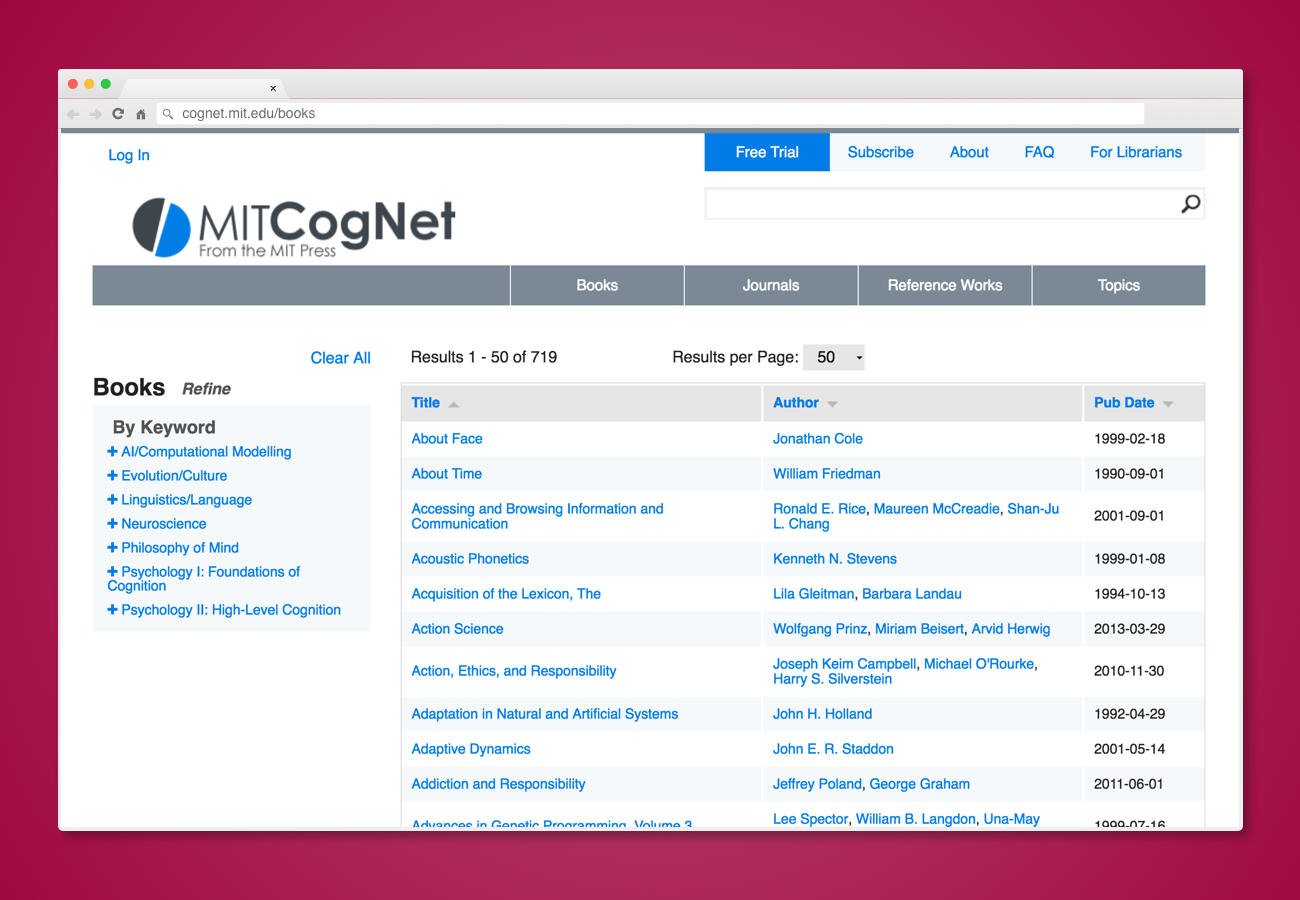 ×
cognet.mit.edu/books
Log In
Free Trial
Subscribe
About
FAQ
For Librarians
MITCogNet
From the MIT Press
Books
Journals
Reference Works
Topics
Clear All
Results 1 - 50 of 719
Results per Page: 50
Books Refine
By Keyword
+ AI/Computational Modelling
+ Evolution/Culture
+ Linguistics/Language
+ Neuroscience
+ Philosophy of Mind
+ Psychology I: Foundations of
Cognition
+ Psychology II: High-Level Cognition
Title
Author
Pub Date
About Face
Jonathan Cole
1999-02-18
About Time
William Friedman
1990-09-01
Accessing and Browsing Information and
Communication
Ronald E. Rice, Maureen McCreadie, Shan-Ju
L. Chang
2001-09-01
Acoustic Phonetics
Kenneth N. Stevens
1999-01-08
Acquisition of the Lexicon, The
Lila Gleitman, Barbara Landau
1994-10-13
Action Science
Wolfgang Prinz, Miriam Beisert, Arvid Herwig
2013-03-29
Action, Ethics, and Responsibility
Joseph Keim Campbell, Michael O'Rourke,
Harry S. Silverstein
2010-11-30
Adaptation in Natural and Artificial Systems
John H. Holland
1992-04-29
Adaptive Dynamics
John E. R. Staddon
2001-05-14
Addiction and Responsibility
Jeffrey Poland, George Graham
2011-06-01
Advances in Genetic Programming, Volume 3
Lee Spector, William B. Langdon, Una-May
1999-07-16